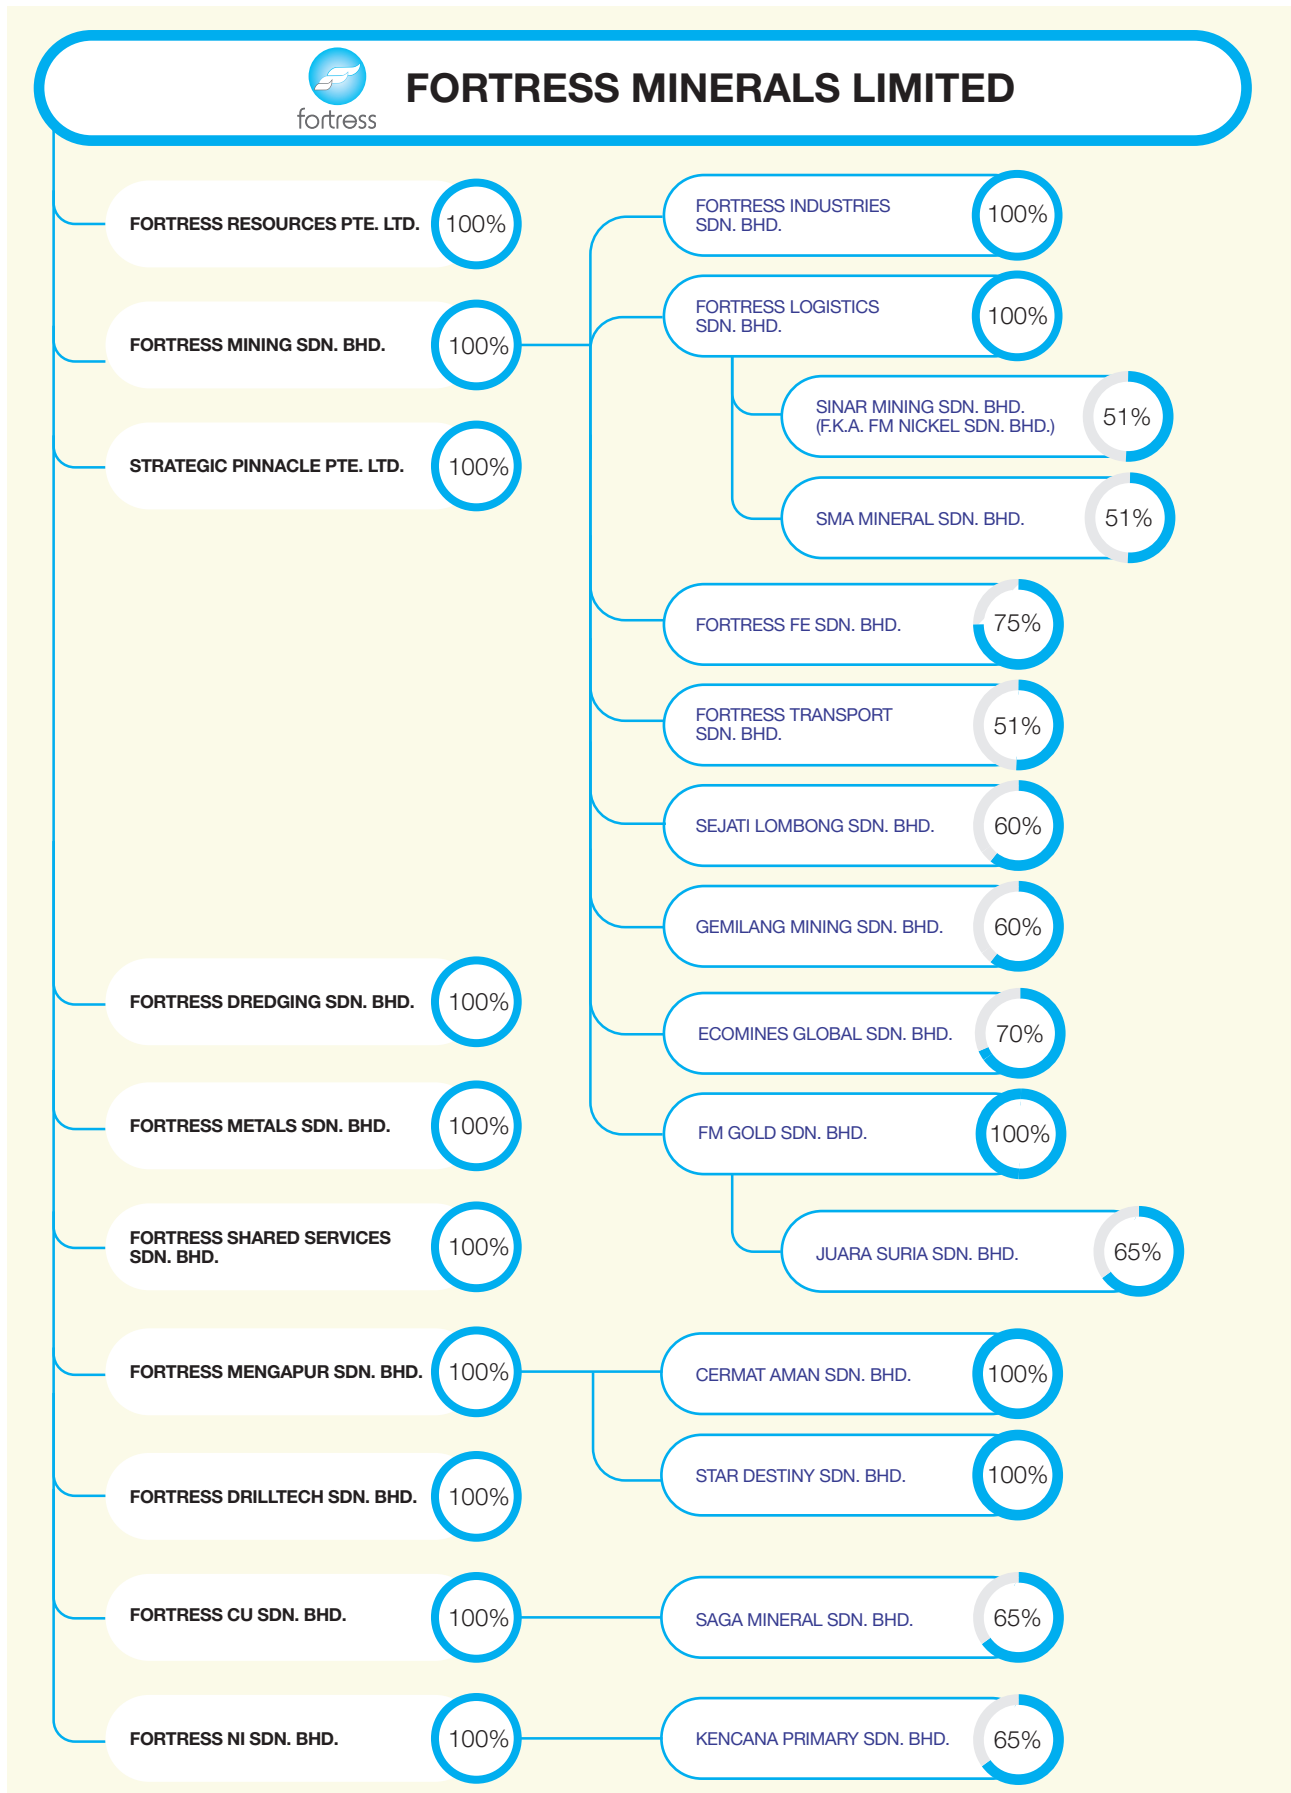 fortress
FORTRESS MINERALS LIMITED
FORTRESS RESOURCES PTE. LTD.
100%
FORTRESS MINING SDN. BHD.
100%
FORTRESS INDUSTRIES
SDN. BHD.
100%
FORTRESS LOGISTICS
SDN. BHD.
100%
SINAR MINING SDN. BHD.
(F.K.A. FM NICKEL SDN. BHD.)
51%
SMA MINERAL SDN. BHD.
51%
FORTRESS FE SDN. BHD.
75%
FORTRESS TRANSPORT
SDN. BHD.
51%
SEJATI LOMBONG SDN. BHD.
60%
GEMILANG MINING SDN. BHD.
60%
ECOMINES GLOBAL SDN. BHD.
70%
FM GOLD SDN. BHD.
100%
JUARA SURIA SDN. BHD.
65%
STRATEGIC PINNACLE PTE. LTD.
100%
FORTRESS DREDGING SDN. BHD.
100%
FORTRESS METALS SDN. BHD.
100%
FORTRESS SHARED SERVICES
SDN. BHD.
100%
FORTRESS MENGAPUR SDN. BHD.
100%
CERMAT AMAN SDN. BHD.
100%
STAR DESTINY SDN. BHD.
100%
FORTRESS DRILLTECH SDN. BHD.
100%
FORTRESS CU SDN. BHD.
100%
SAGA MINERAL SDN. BHD.
65%
FORTRESS NI SDN. BHD.
100%
KENCANA PRIMARY SDN. BHD.
65%